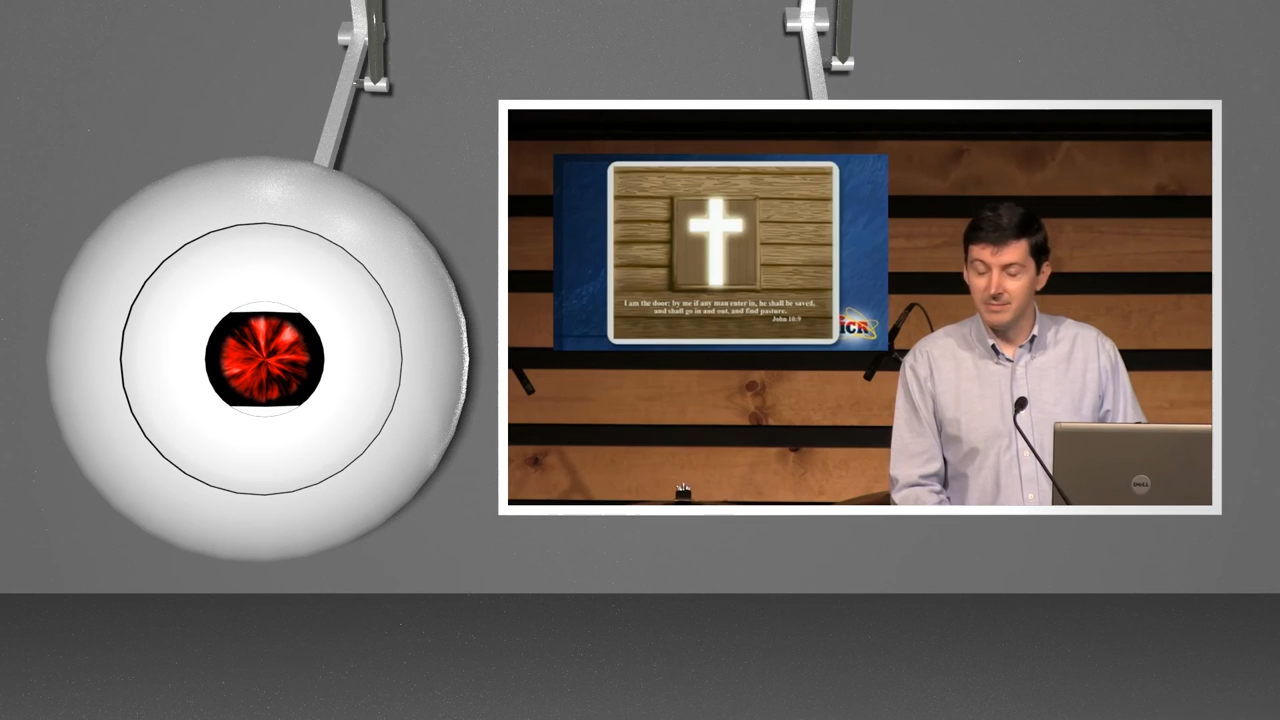 I am the door: by me if any man enter in, he shall be saved,
and shall go in and out, and find pasture.
John 10:9
ICR
DELL